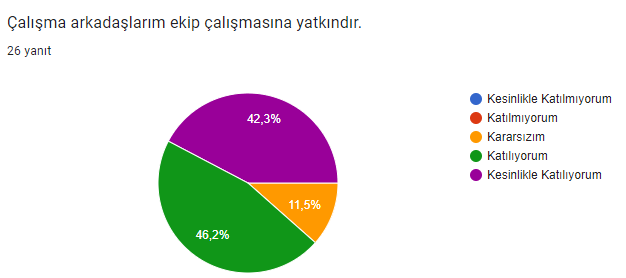 Çalışma arkadaşlarım ekip çalışmasına yatkındır.
26 yanıt
42,3%
11,5%
46,2%
Kesinlikle Katılmıyorum
Katılmıyorum
Kararsızım
Katılıyorum
Kesinlikle Katılıyorum